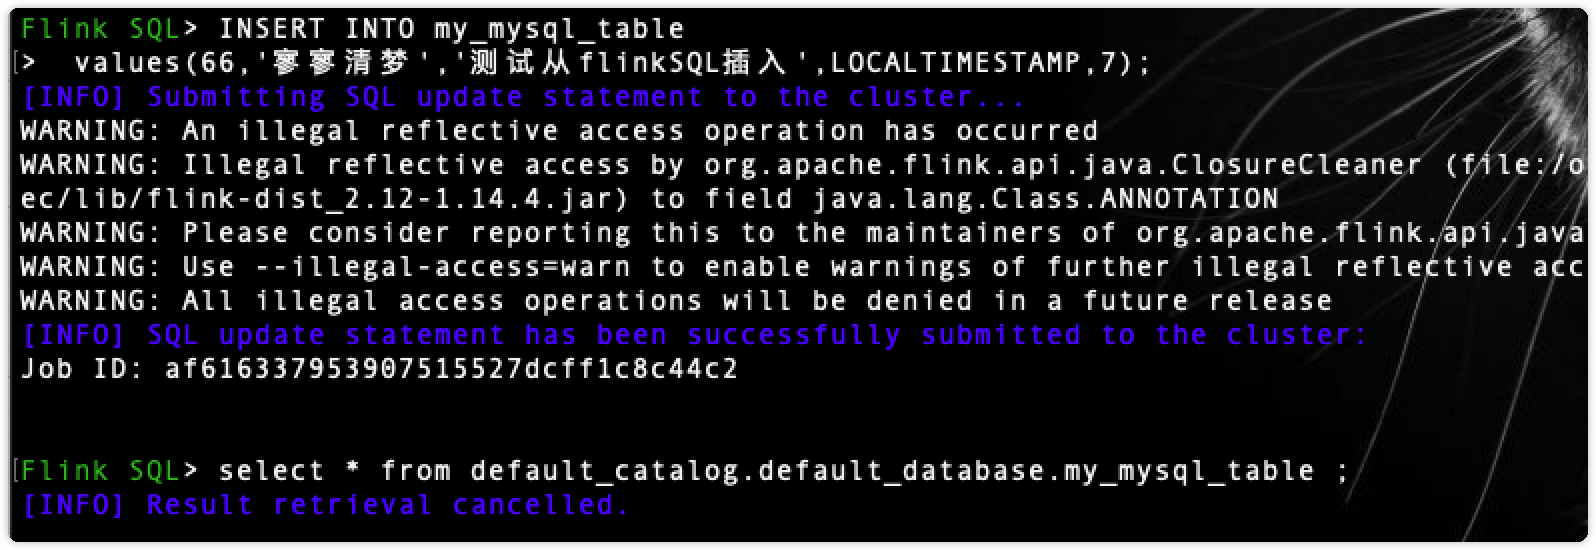 Flink SQL> INSERT INTO my_mysql_table
>  values(66,'寥寥清梦','测试从flinkSQL插入',LOCALTIMESTAMP,7);
[INFO] Submitting SQL update statement to the cluster...
WARNING: An illegal reflective access operation has occurred
WARNING: Illegal reflective access by org.apache.flink.api.java.ClosureCleaner (file:/o
ec/lib/flink-dist_2.12-1.14.4.jar) to field java.lang.Class.ANNOTATION
WARNING: Please consider reporting this to the maintainers of org.apache.flink.api.java
WARNING: Use --illegal-access=warn to enable warnings of further illegal reflective acc
WARNING: All illegal access operations will be denied in a future release
[INFO] SQL update statement has been successfully submitted to the cluster:
Job ID: af616337953907515527dcff1c8c44c2
Flink SQL> select * from default_catalog.default_database.my_mysql_table ;
[INFO] Result retrieval cancelled.